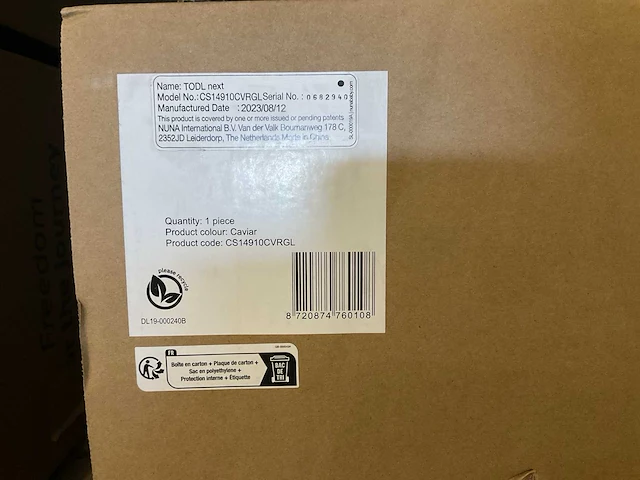 Name: TODL next
Model No.:CS14910CVRGL Serial No. : 0682940
Manufactured Date : 2023/08/12
This product is covered by one or more issued or pending patents
NUNA International B.V. Van der Valk Boumanweg 178 C,
2352JD Leiderdorp, The Netherlands Made in China
Quantity: 1 piece
Product colour: Caviar
Product code: CS14910CVRGL
please recycle
DL19-000240B
8 720874 760108
FR
Boîte en carton + Plaque de carton +
Sac en polyethylène +
Protection interne + Étiquette
BAC
DE
TRI
Freedom